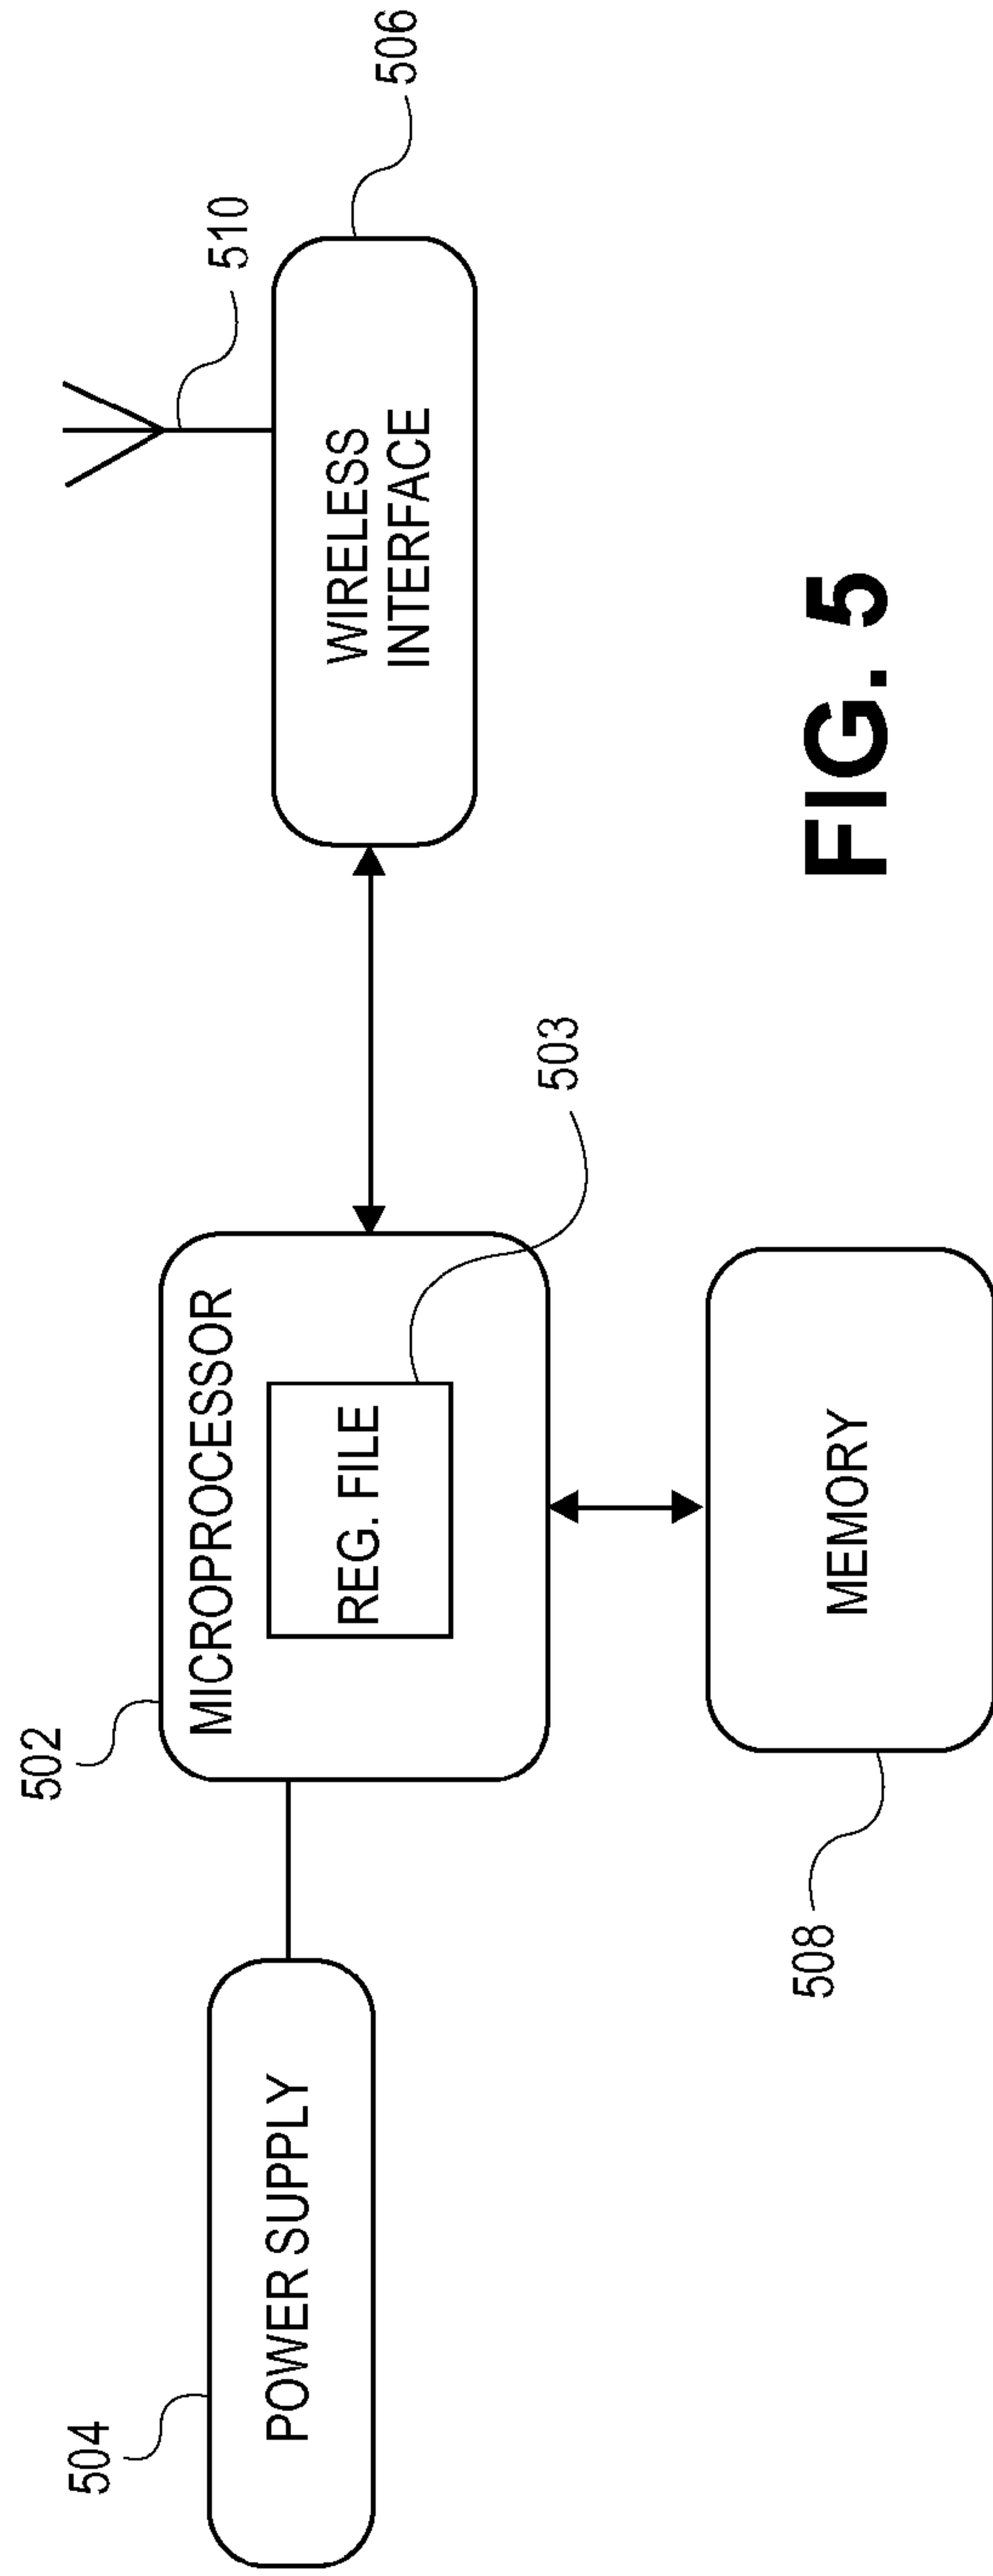 504
POWER SUPPLY
502
MICROPROCESSOR
REG. FILE
503
508
MEMORY
510
506
WIRELESS
INTERFACE
FIG. 5